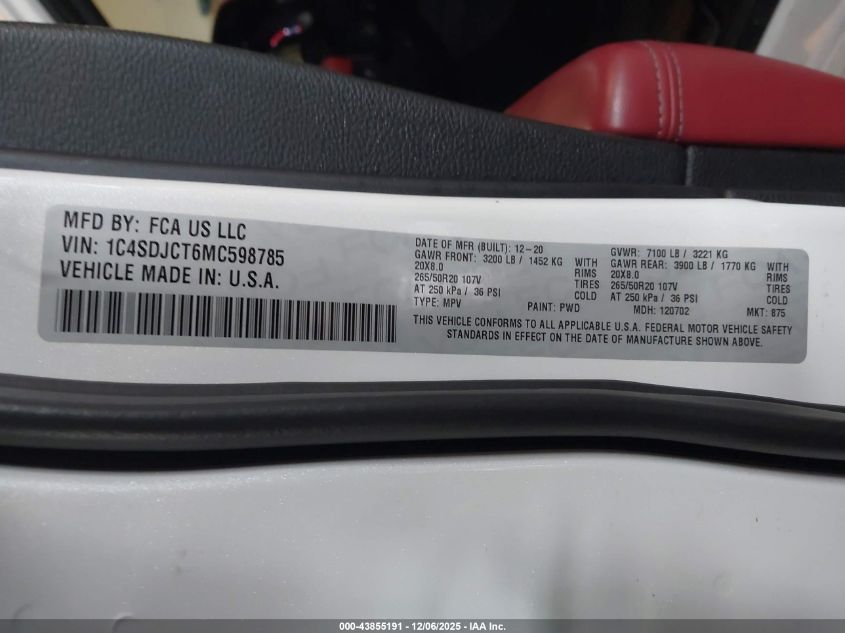 MFD BY: FCA US LLC
VIN: 1C4SDJCT6MC598785
VEHICLE MADE IN: U.S.A.
DATE OF MFR (BUILT): 12-20
GAWR FRONT: 3200 LB / 1452 KG WITH
20X8.0 RIMS
265/50R20 107V TIRES
AT 250 kPa / 36 PSI COLD
TYPE: MPV PAINT: PWD
GVWR: 7100 LB / 3221 KG
GAWR REAR: 3900 LB / 1770 KG WITH
20X8.0 RIMS
265/50R20 107V TIRES
AT 250 kPa / 36 PSI COLD
MDH: 120702 MKT: 875
THIS VEHICLE CONFORMS TO ALL APPLICABLE U.S.A. FEDERAL MOTOR VEHICLE SAFETY
STANDARDS IN EFFECT ON THE DATE OF MANUFACTURE SHOWN ABOVE.
000-43855191 - 12/06/2025 - IAA Inc.